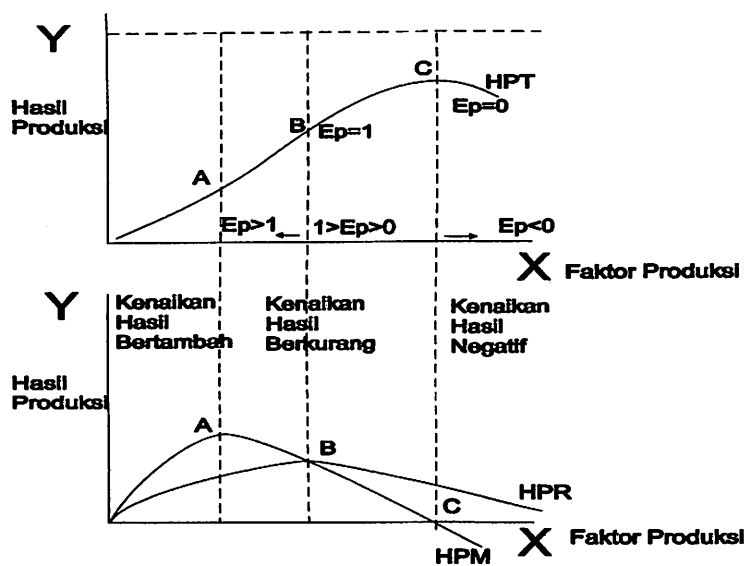 Y
Hasil
Produksi
A
B
Ep=1
C
HPT
Ep=0
Ep>1
1>Ep>0
Ep<0
X Faktor Produksi
Y
Kenaikan
Hasil
Bertambah
Kenaikan
Hasil
Berkurang
Kenaikan
Hasil
Negatif
Hasil
Produksi
A
B
C
HPR
HPM
X Faktor Produksi